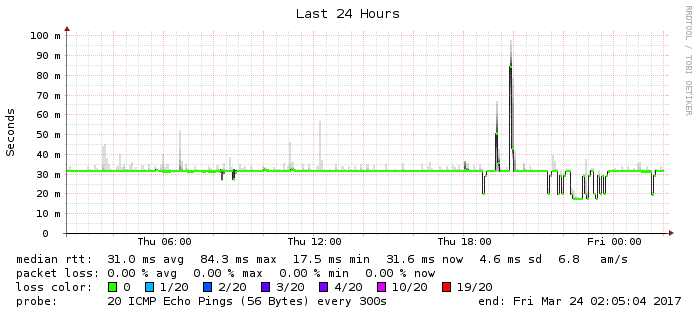 Last 24 Hours
RRDTOOL / TOBI OETIKER
Seconds
100 m
90 m
80 m
70 m
60 m
50 m
40 m
30 m
20 m
10 m
0
Thu 06:00 Thu 12:00 Thu 18:00 Fri 00:00
median rtt: 31.0 ms avg 84.3 ms max 17.5 ms min 31.6 ms now 4.6 ms sd 6.8 am/s
packet loss: 0.00 % avg 0.00 % max 0.00 % min 0.00 % now
loss color: 0 1/20 2/20 3/20 4/20 10/20 19/20
probe: 20 ICMP Echo Pings (56 Bytes) every 300s end: Fri Mar 24 02:05:04 2017